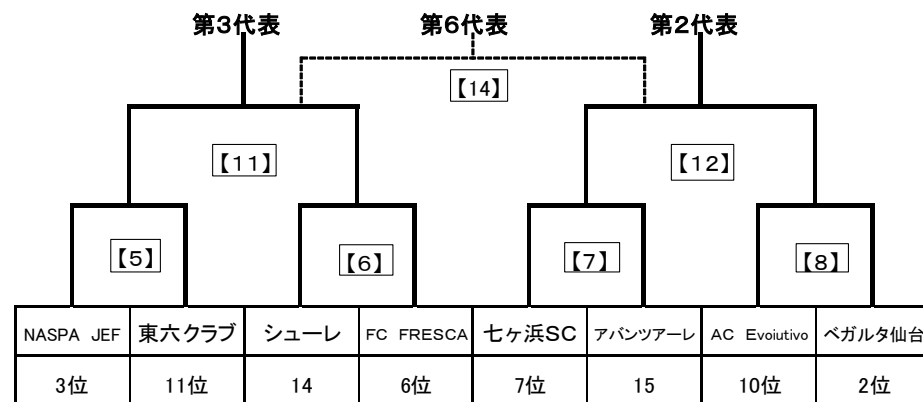 第3代表 第6代表 第2代表
【14】
【11】 【12】
【5】 【6】 【7】 【8】
NASPA JEF 東六クラブ シューレ FC FRESCA 七ヶ浜SC アバンツアーレ AC Evoiutivo ベガルタ仙台
3位 11位 14 6位 7位 15 10位 2位